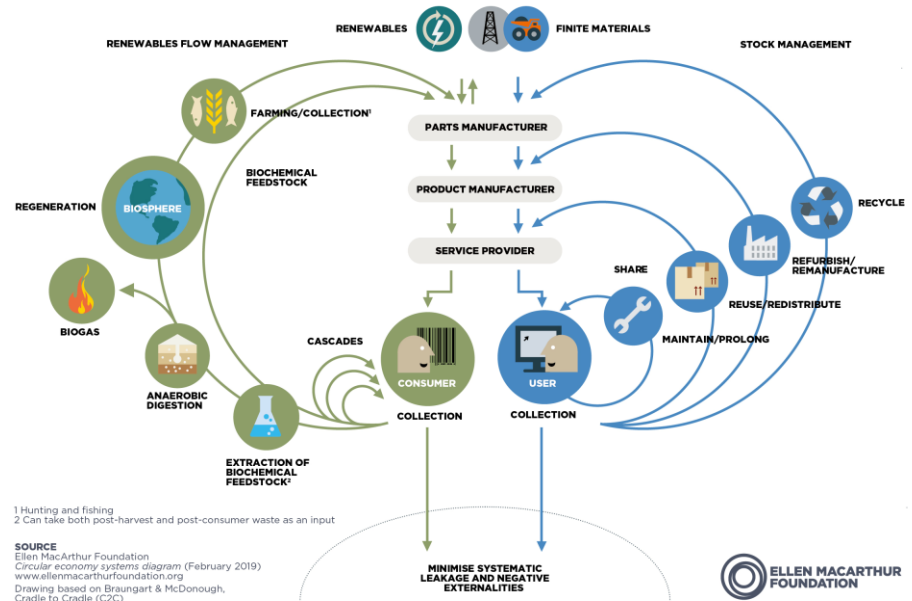 RENEWABLES
FINITE MATERIALS
RENEWABLES FLOW MANAGEMENT
STOCK MANAGEMENT
FARMING/COLLECTION¹
PARTS MANUFACTURER
BIOCHEMICAL
FEEDSTOCK
PRODUCT MANUFACTURER
REGENERATION
BIOSPHERE
RECYCLE
SERVICE PROVIDER
SHARE
REFURBISH/
REMANUFACTURE
REUSE/REDISTRIBUTE
BIOGAS
CASCADES
MAINTAIN/PROLONG
CONSUMER
USER
ANAEROBIC
DIGESTION
COLLECTION
COLLECTION
EXTRACTION OF
BIOCHEMICAL
FEEDSTOCK²
1 Hunting and fishing
2 Can take both post-harvest and post-consumer waste as an input
SOURCE
Ellen MacArthur Foundation
Circular economy systems diagram (February 2019)
www.ellenmacarthurfoundation.org
Drawing based on Braungart & McDonough,
Cradle to Cradle (C2C)
MINIMISE SYSTEMATIC
LEAKAGE AND NEGATIVE
EXTERNALITIES
ELLEN MACARTHUR
FOUNDATION